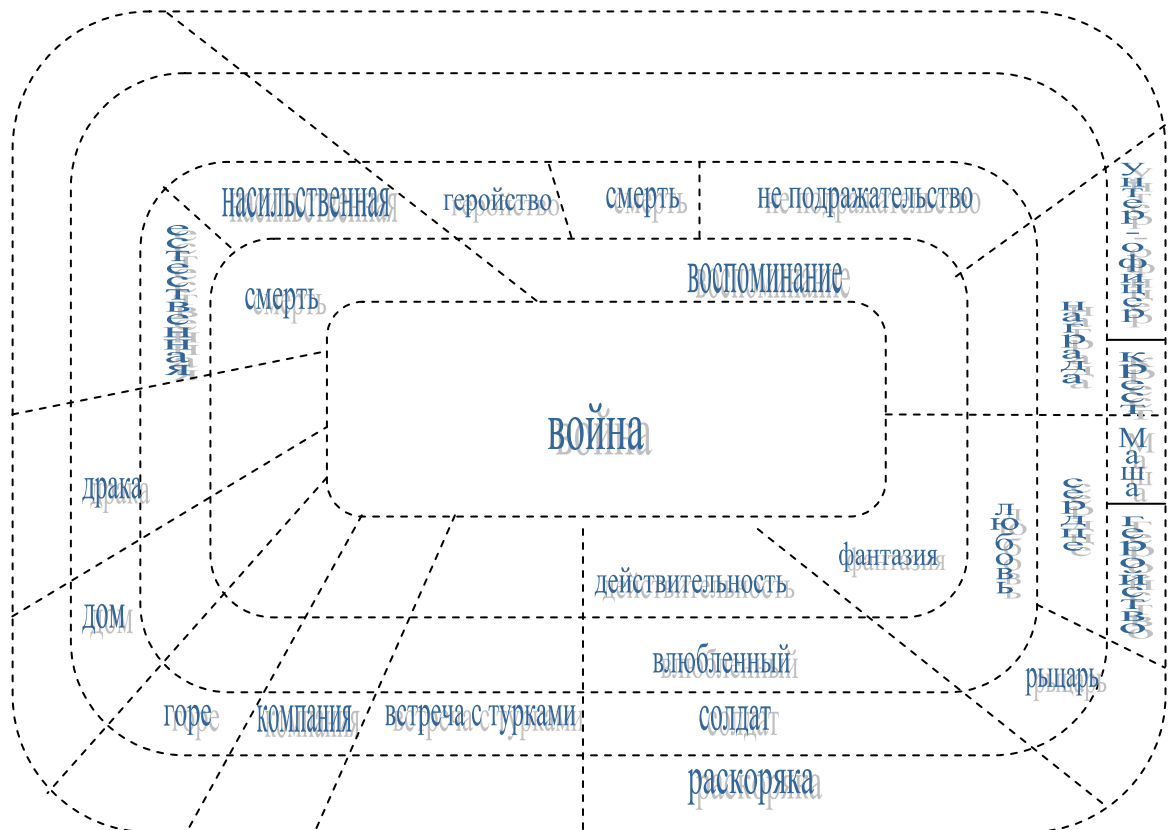 насильственная
геройство
смерть
не подражательство
Унтер-офицер
естественная
смерть
воспоминание
награда
Крест
война
Маша
драка
сердце
любовь
геройство
фантазия
действительность
дом
влюбленный
рыцарь
горе
компания
встреча с турками
солдат
раскоряка